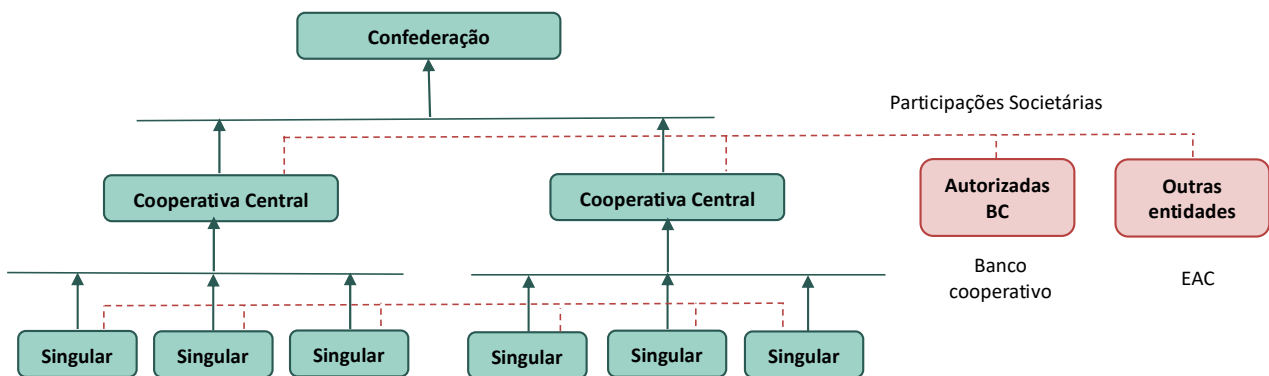 Confederação
Participações Societárias
Cooperativa Central
Cooperativa Central
Autorizadas
BC
Outras
entidades
Banco
cooperativo
EAC
Singular
Singular
Singular
Singular
Singular
Singular